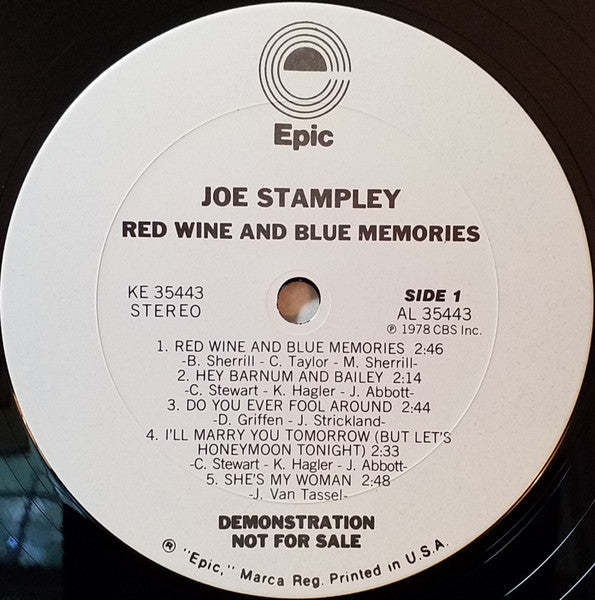 Epic
JOE STAMPLEY
RED WINE AND BLUE MEMORIES
KE 35443
STEREO
SIDE 1
AL 35443
℗ 1978 CBS Inc.
1. RED WINE AND BLUE MEMORIES 2:46
-B. Sherrill - C. Taylor - M. Sherrill-
2. HEY BARNUM AND BAILEY 2:14
-C. Stewart - K. Hagler - J. Abbott-
3. DO YOU EVER FOOL AROUND 2:44
-D. Griffen - J. Strickland-
4. I'LL MARRY YOU TOMORROW (BUT LET'S
HONEYMOON TONIGHT) 2:33
-C. Stewart - K. Hagler - J. Abbott-
5. SHE'S MY WOMAN 2:48
-J. Van Tassel-
DEMONSTRATION
NOT FOR SALE
® "Epic," Marca Reg. Printed in U.S.A.